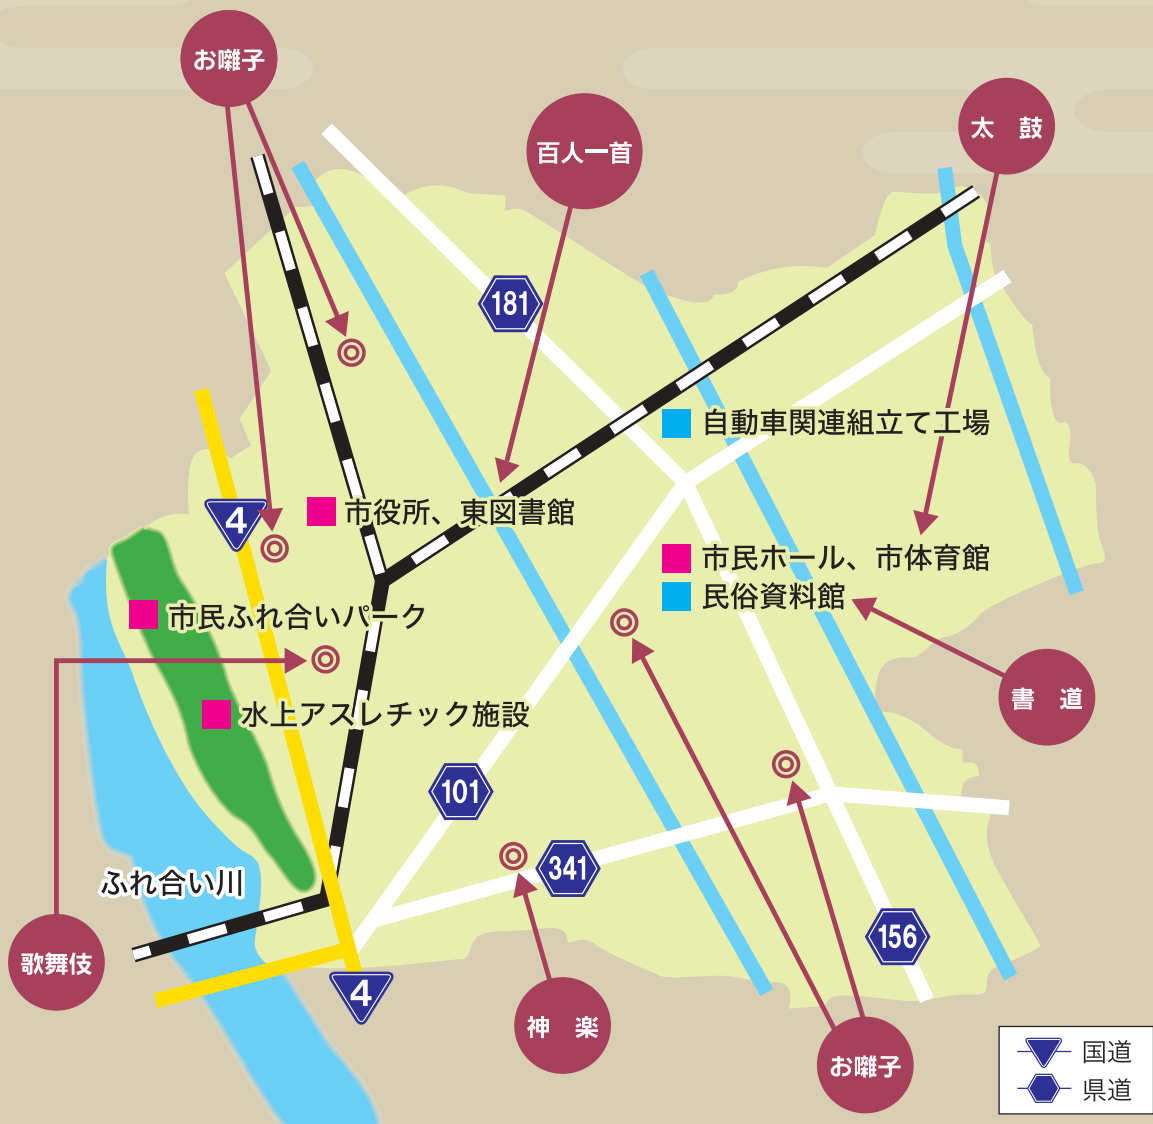 お囃子
百人一首
太　鼓
181
自動車関連組立て工場
市役所、東図書館
4
市民ホール、市体育館
民俗資料館
市民ふれ合いパーク
水上アスレチック施設
書　道
101
341
ふれ合い川
156
歌舞伎
4
神　楽
お囃子
国道
県道